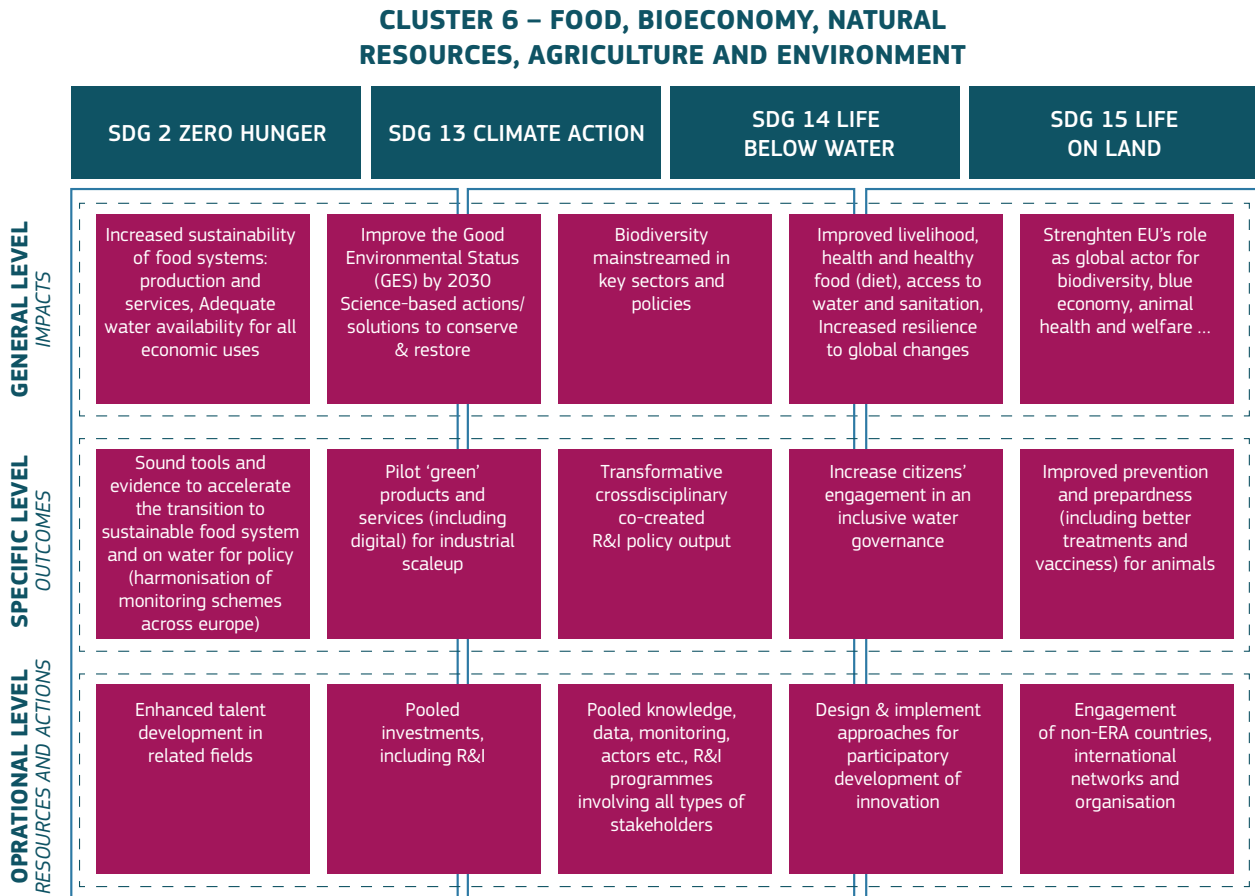 CLUSTER 6 – FOOD, BIOECONOMY, NATURAL
RESOURCES, AGRICULTURE AND ENVIRONMENT
SDG 2 ZERO HUNGER
SDG 13 CLIMATE ACTION
SDG 14 LIFE
BELOW WATER
SDG 15 LIFE
ON LAND
GENERAL LEVEL
IMPACTS
Increased sustainability
of food systems:
production and
services, Adequate
water availability for all
economic uses
Improve the Good
Environmental Status
(GES) by 2030
Science-based actions/
solutions to conserve
& restore
Biodiversity
mainstreamed in
key sectors and
policies
Improved livelihood,
health and healthy
food (diet), access to
water and sanitation,
Increased resilience
to global changes
Strenghten EU’s role
as global actor for
biodiversity, blue
economy, animal
health and welfare ...
SPECIFIC LEVEL
OUTCOMES
Sound tools and
evidence to accelerate
the transition to
sustainable food system
and on water for policy
(harmonisation of
monitoring schemes
across europe)
Pilot ‘green’
products and
services (including
digital) for industrial
scaleup
Transformative
crossdisciplinary
co-created
R&I policy output
Increase citizens’
engagement in an
inclusive water
governance
Improved prevention
and prepardness
(including better
treatments and
vacciness) for animals
OPRATIONAL LEVEL
RESOURCES AND ACTIONS
Enhanced talent
development in
related fields
Pooled
investments,
including R&I
Pooled knowledge,
data, monitoring,
actors etc., R&I
programmes
involving all types of
stakeholders
Design & implement
approaches for
participatory
development of
innovation
Engagement
of non-ERA countries,
international
networks and
organisation